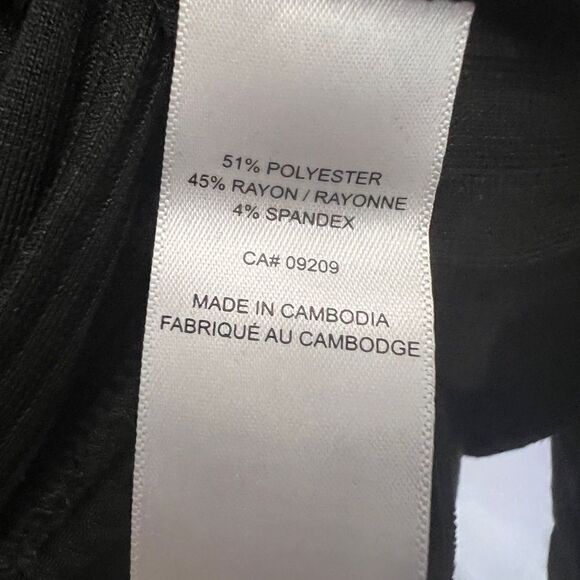 51% POLYESTER
45% RAYON / RAYONNE
4% SPANDEX
CA# 09209
MADE IN CAMBODIA
FABRIQUÉ AU CAMBODGE